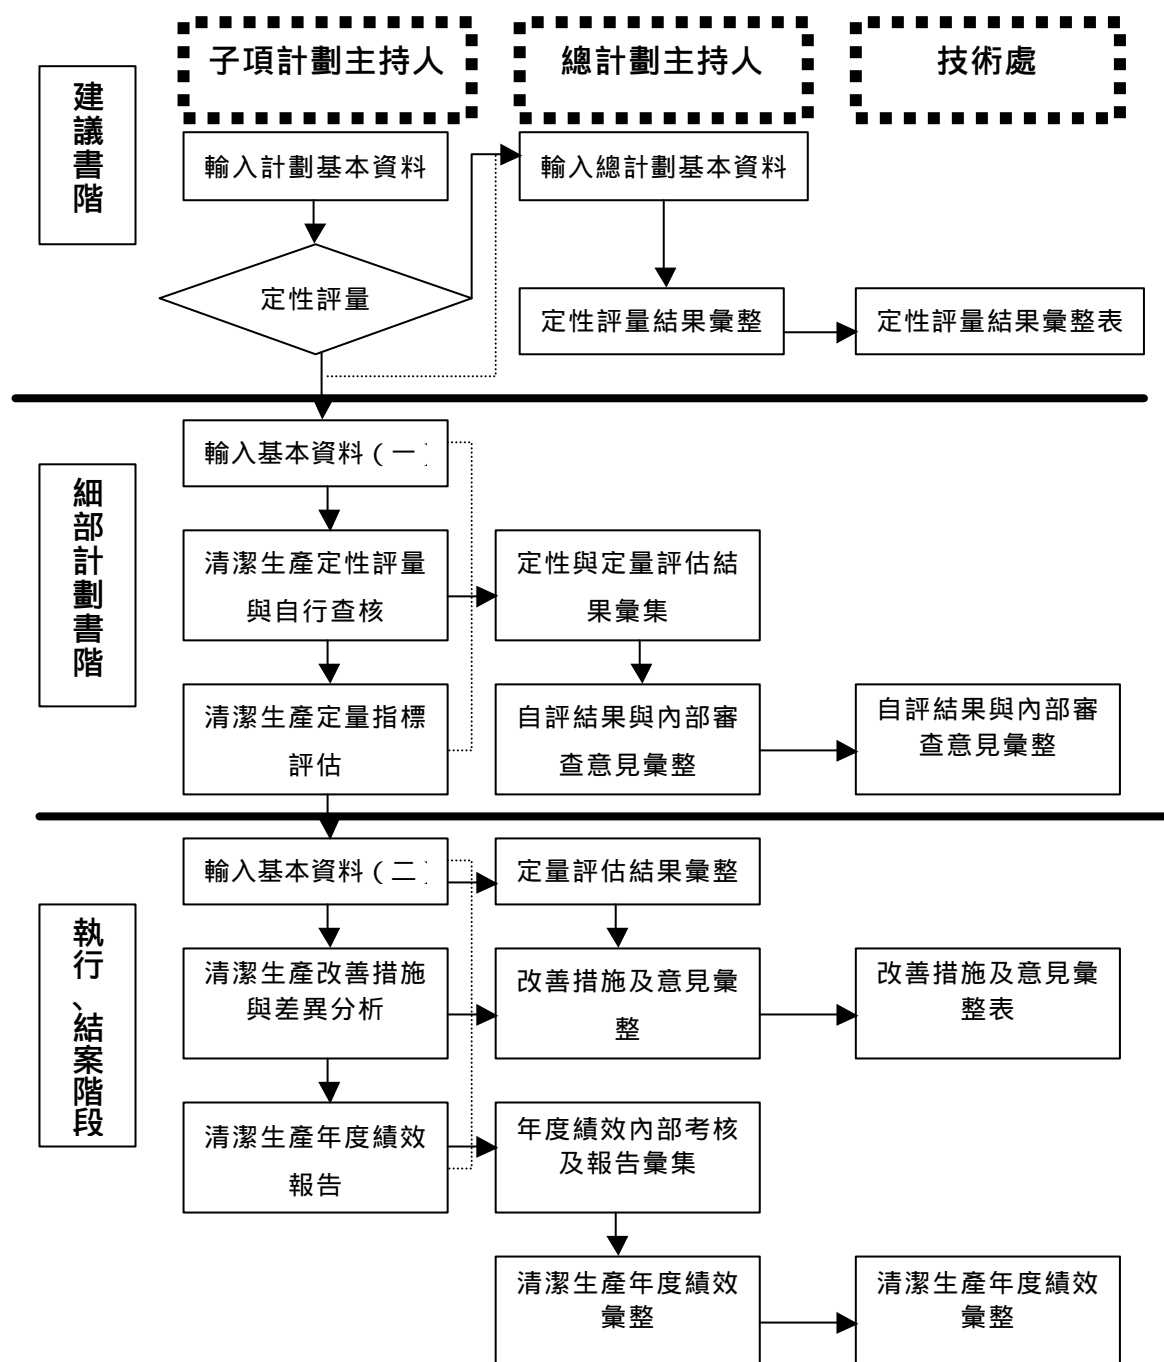 子項計劃主持人
總計劃主持人
技術處
建議書階
輸入計劃基本資料
輸入總計劃基本資料
定性評量
定性評量結果彙整
定性評量結果彙整表
細部計劃書階
輸入基本資料（一）
清潔生產定性評量
與自行查核
定性與定量評估結
果彙集
清潔生產定量指標
評估
自評結果與內部審
查意見彙整
自評結果與內部審
查意見彙整
執行、結案階段
輸入基本資料（二）
定量評估結果彙整
清潔生產改善措施
與差異分析
改善措施及意見彙
整
改善措施及意見彙
整表
清潔生產年度績效
報告
年度績效內部考核
及報告彙集
清潔生產年度績效
彙整
清潔生產年度績效
彙整